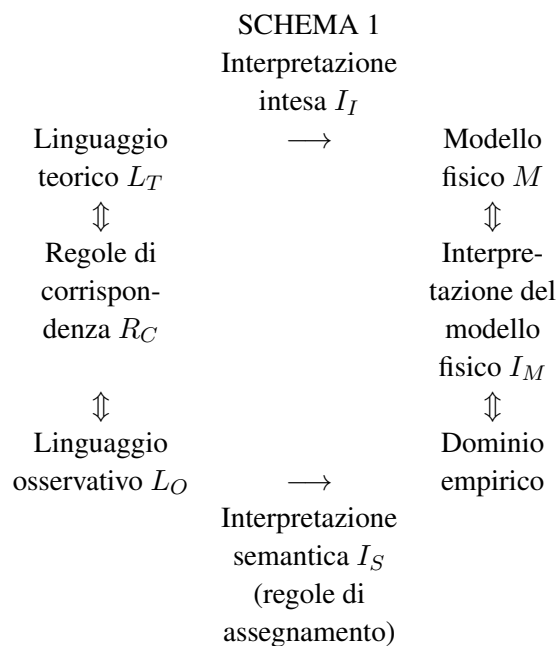 SCHEMA 1
Interpretazione
intesa I_I
Linguaggio ⟶ Modello
teorico L_T fisico M
⇕ ⇕
Regole di Interpre-
corrispon- tazione del
denza R_C modello
fisico I_M
⇕ ⇕
Linguaggio Dominio
osservativo L_O ⟶ empirico
Interpretazione
semantica I_S
(regole di
assegnamento)